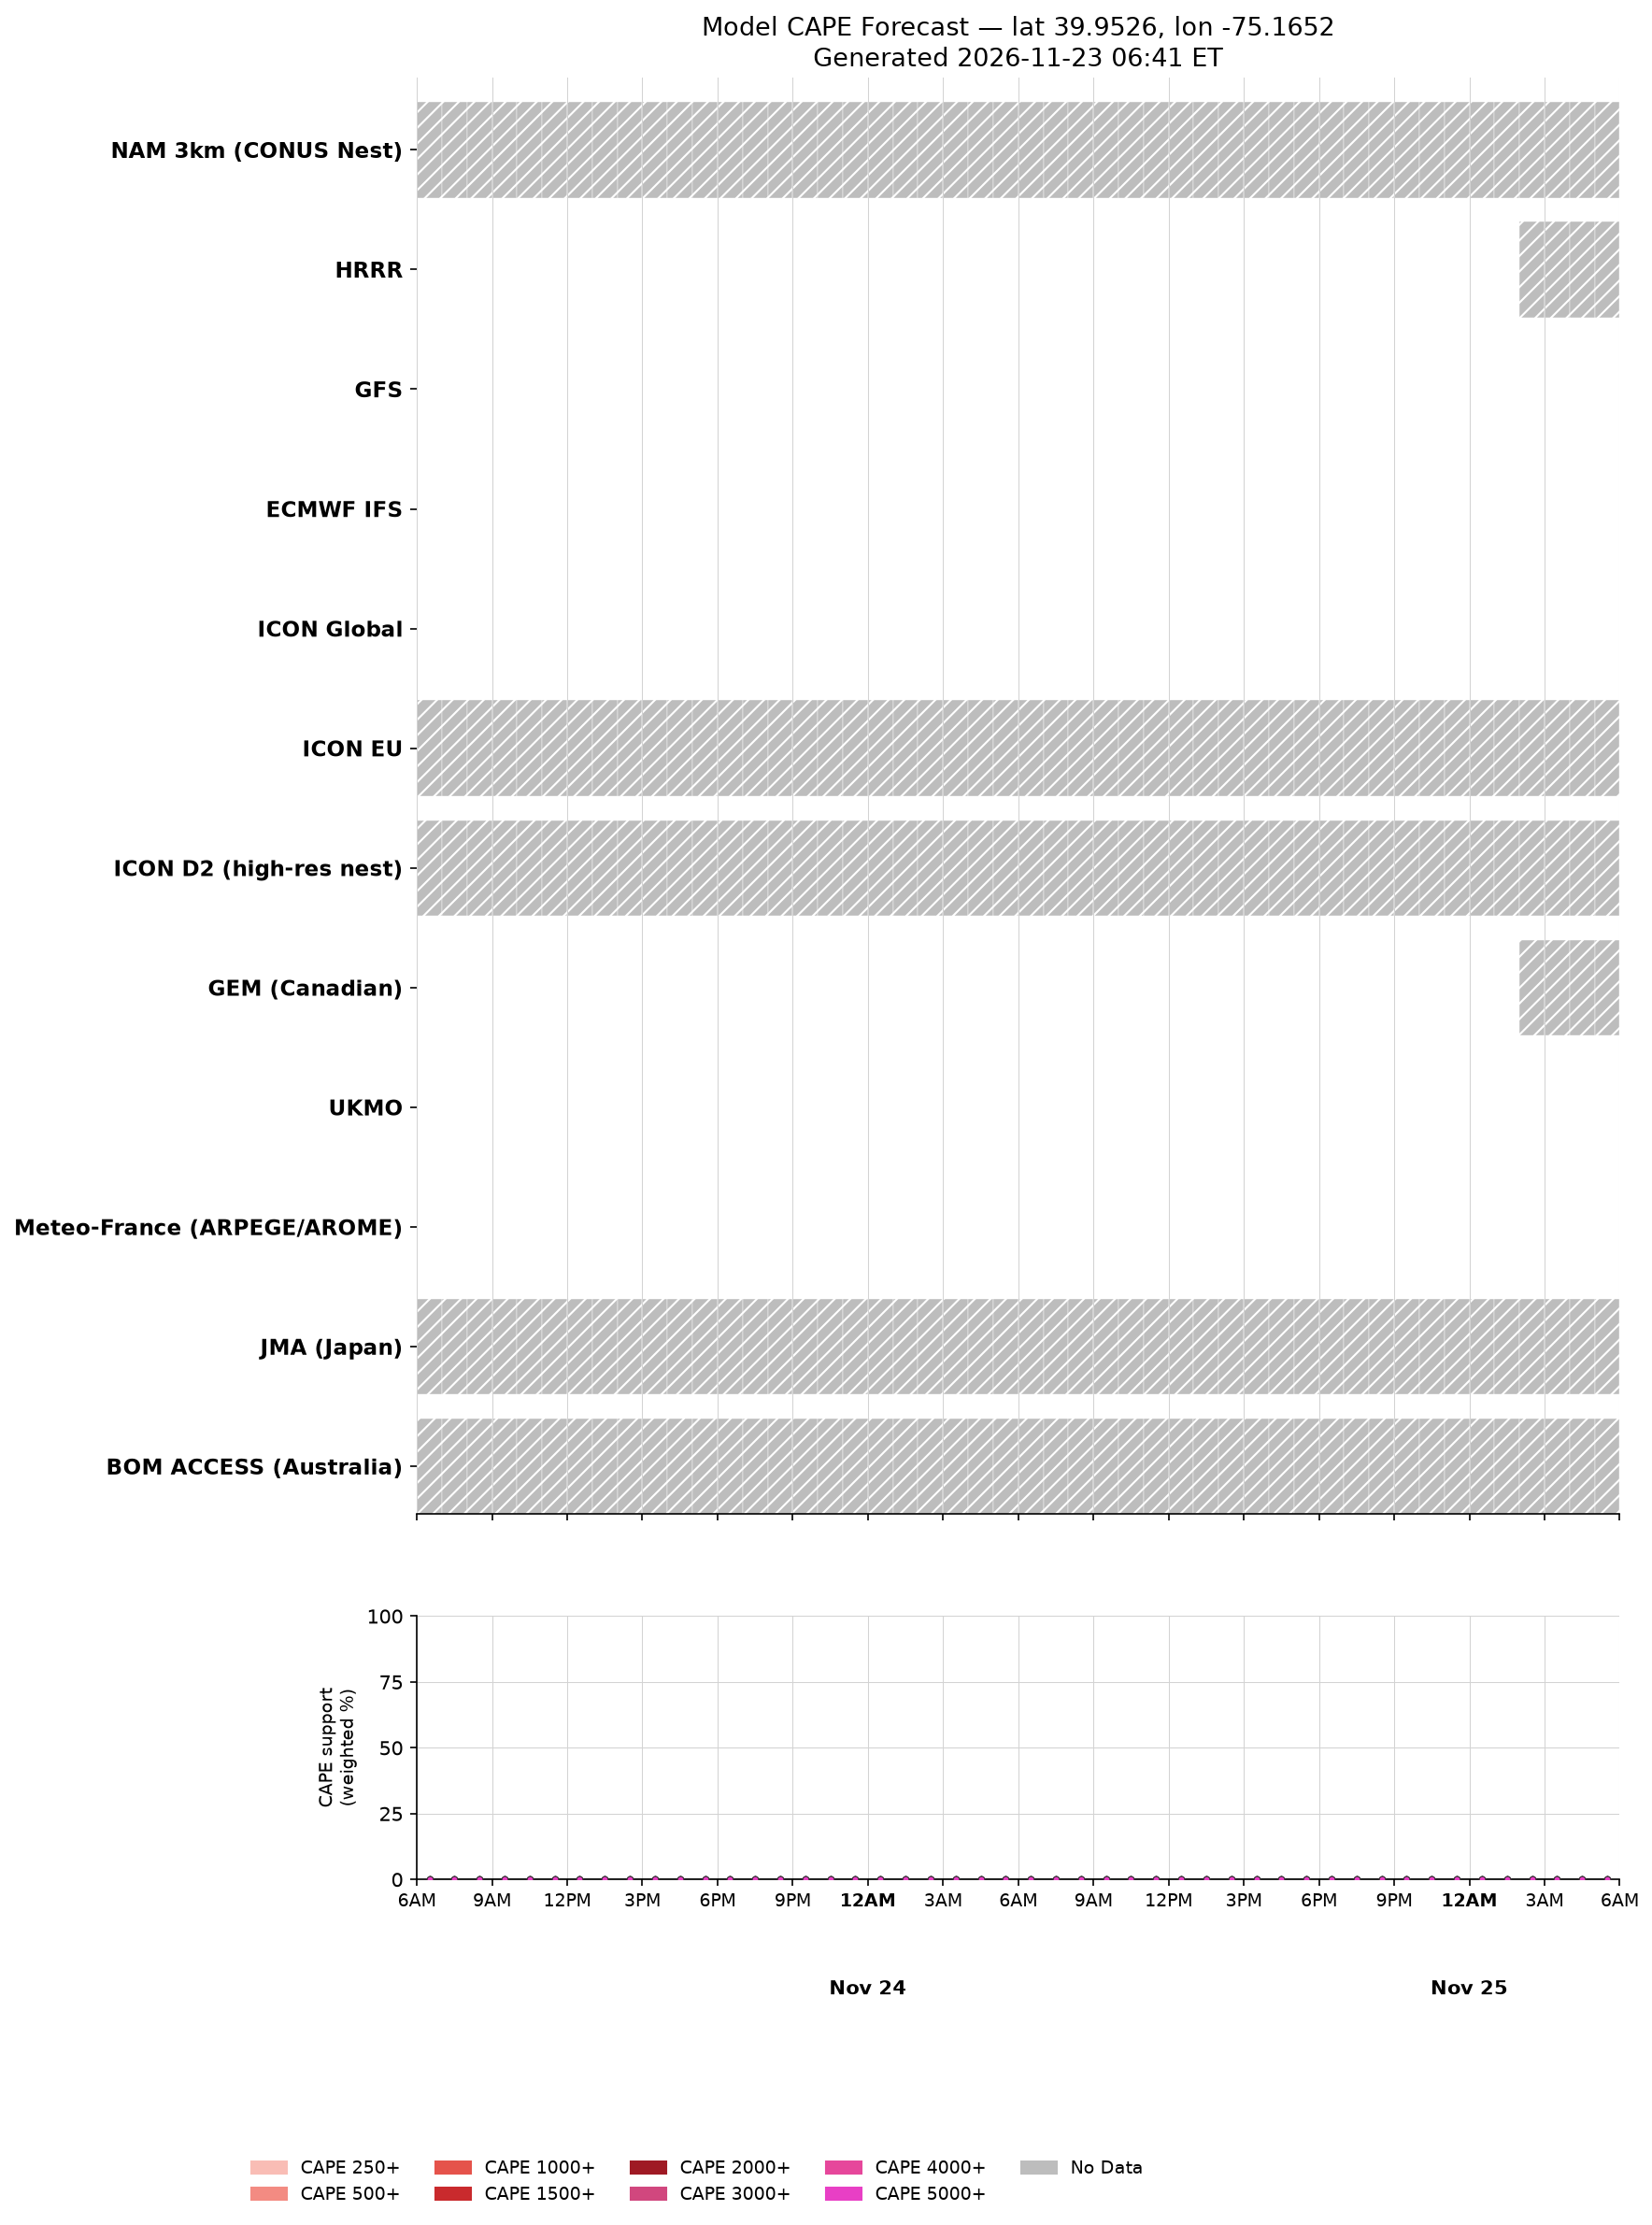 Model CAPE Forecast — lat 39.9526, lon -75.1652
Generated 2026-11-23 06:41 ET
NAM 3km (CONUS Nest)
HRRR
GFS
ECMWF IFS
ICON Global
ICON EU
ICON D2 (high-res nest)
GEM (Canadian)
UKMO
Meteo-France (ARPEGE/AROME)
JMA (Japan)
BOM ACCESS (Australia)
CAPE support
(weighted %)
100
75
50
25
0
6AM 9AM 12PM 3PM 6PM 9PM 12AM 3AM 6AM 9AM 12PM 3PM 6PM 9PM 12AM 3AM 6AM
Nov 24 Nov 25
CAPE 250+ CAPE 1000+ CAPE 2000+ CAPE 4000+ No Data
CAPE 500+ CAPE 1500+ CAPE 3000+ CAPE 5000+